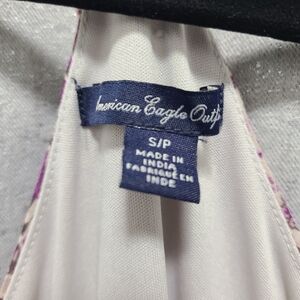 American Eagle Outf
S/P
MADE IN
INDIA
FABRIQUÉ EN
INDE